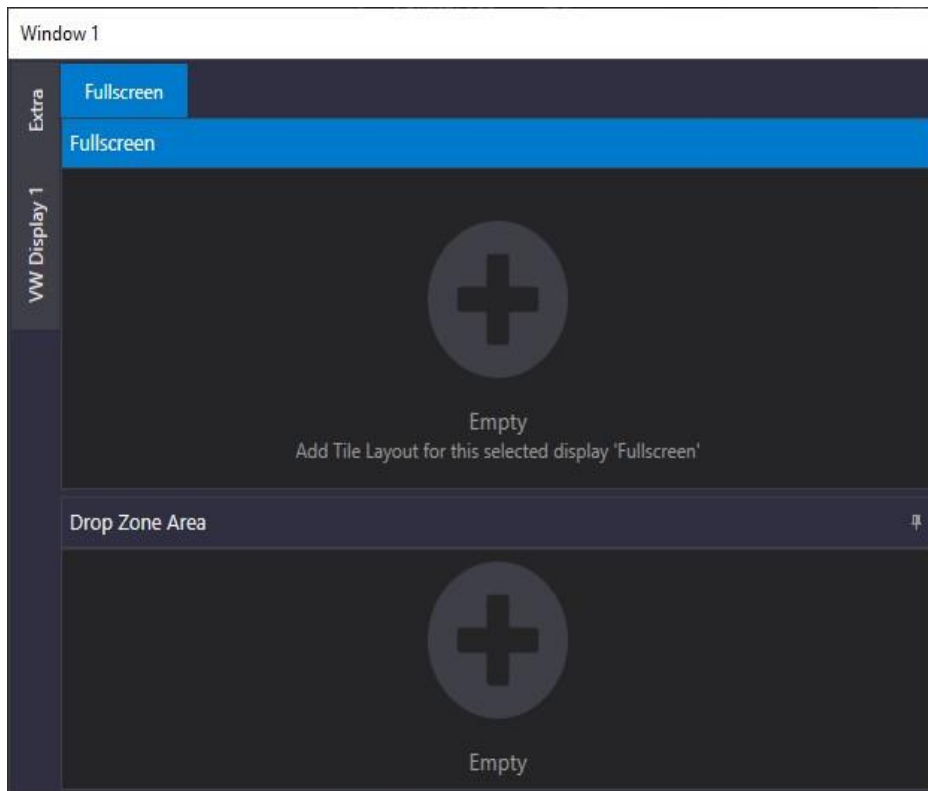 Window 1
Extra
VW Display 1
Fullscreen
Fullscreen
Empty
Add Tile Layout for this selected display 'Fullscreen'
Drop Zone Area
Empty